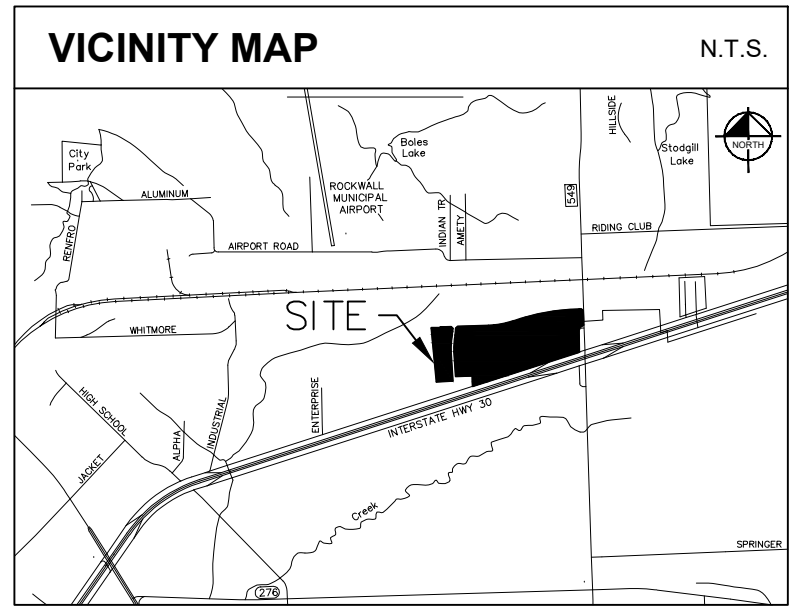 VICINITY MAP
N.T.S.
City
Park
Boles
Lake
HILLSIDE
Stodgill
Lake
NORTH
ALUMINUM
ROCKWALL
MUNICIPAL
AIRPORT
INDIAN TR
AMETY
549
RENFRO
AIRPORT ROAD
RIDING CLUB
SITE
WHITMORE
HIGH SCHOOL
ALPHA
INDUSTRIAL
ENTERPRISE
INTERSTATE HWY 30
JACKET
Creek
SPRINGER
276